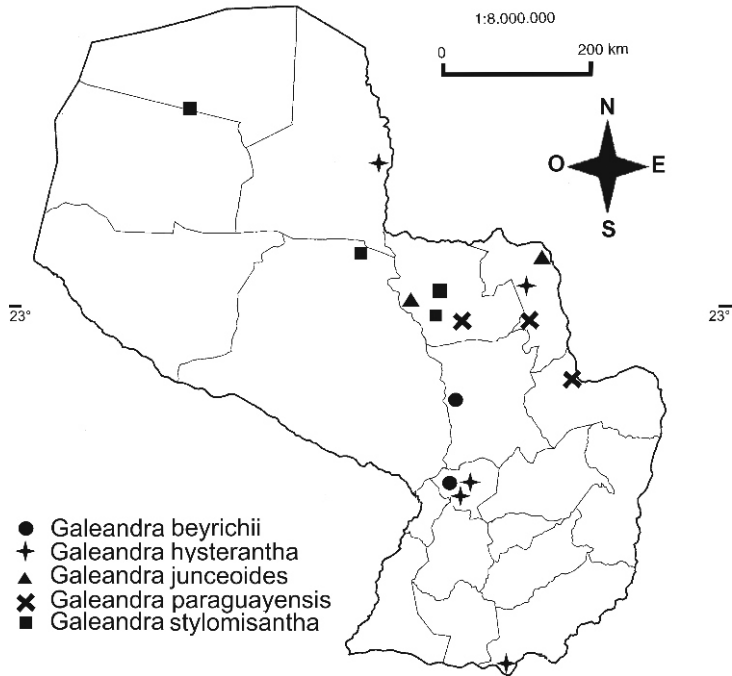 1:8.000.000
0 200 km
N
O E
S
23° 23°
Galeandra beyrichii
Galeandra hysterantha
Galeandra junceoides
Galeandra paraguayensis
Galeandra stylomisantha